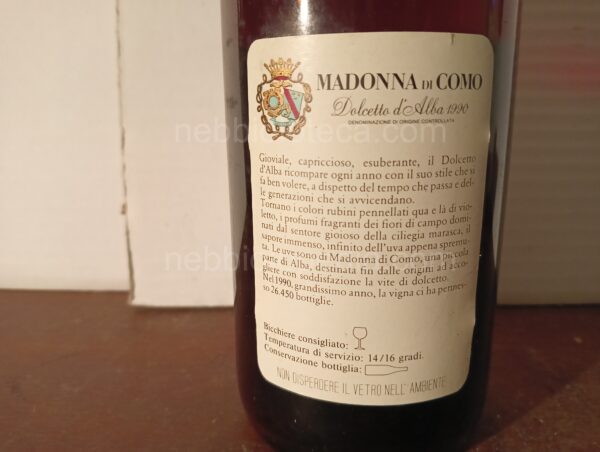 MADONNA DI COMO
Dolcetto d'Alba 1990
DENOMINAZIONE DI ORIGINE CONTROLLATA
Gioviale, capriccioso, esuberante, il Dolcetto
d'Alba ricompare ogni anno con il suo stile che si
fa ben volere, a dispetto del tempo che passa e del-
le generazioni che si avvicendano.
Tornano i colori rubini pennellati qua e là di vio-
letto, i profumi fragranti dei fiori di campo domi-
nati dal sentore gioioso della ciliegia marasca, il
sapore immenso, infinito dell'uva appena spremu-
ta. Le uve sono di Madonna di Como, una piccola
parte di Alba, destinata fin dalle origini ad acco-
gliere con soddisfazione la vite di dolcetto.
Nel 1990, grandissimo anno, la vigna ci ha permes-
so 26.450 bottiglie.
Bicchiere consigliato:
Temperatura di servizio: 14/16 gradi.
Conservazione bottiglia:
NON DISPERDERE IL VETRO NELL'AMBIENTE